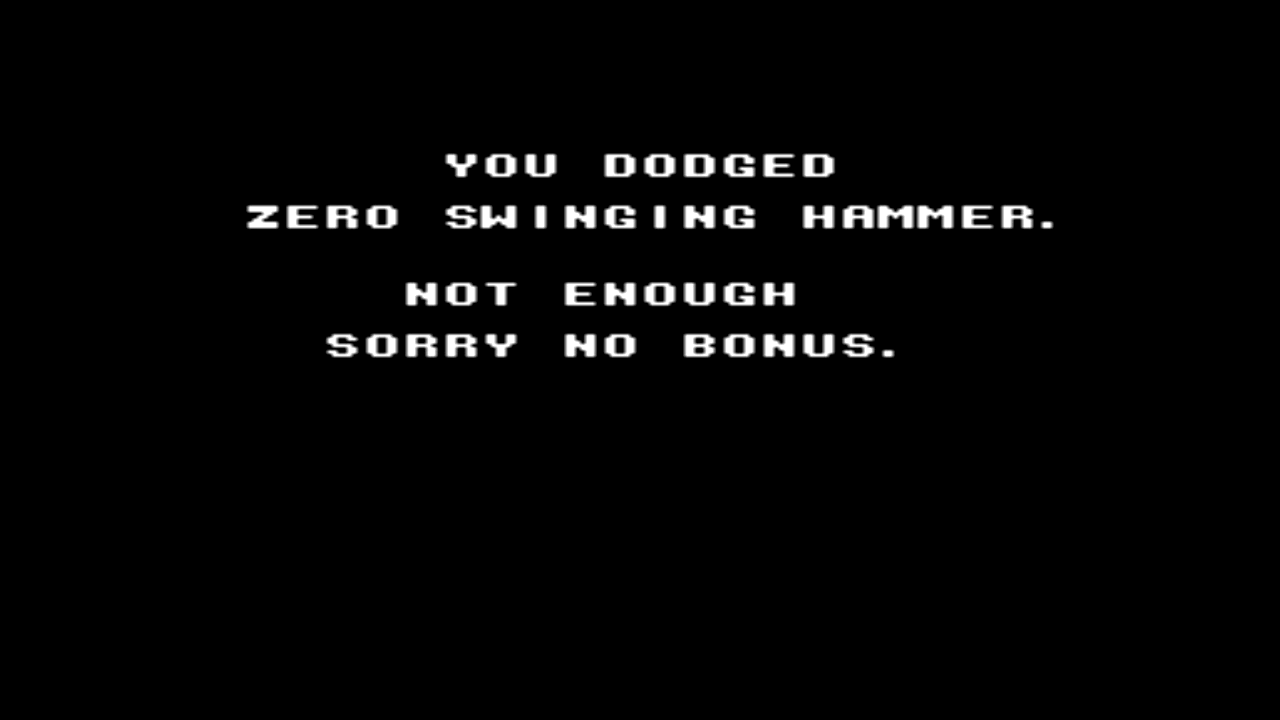 YOU DODGED
ZERO SWINGING HAMMER.
NOT ENOUGH
SORRY NO BONUS.